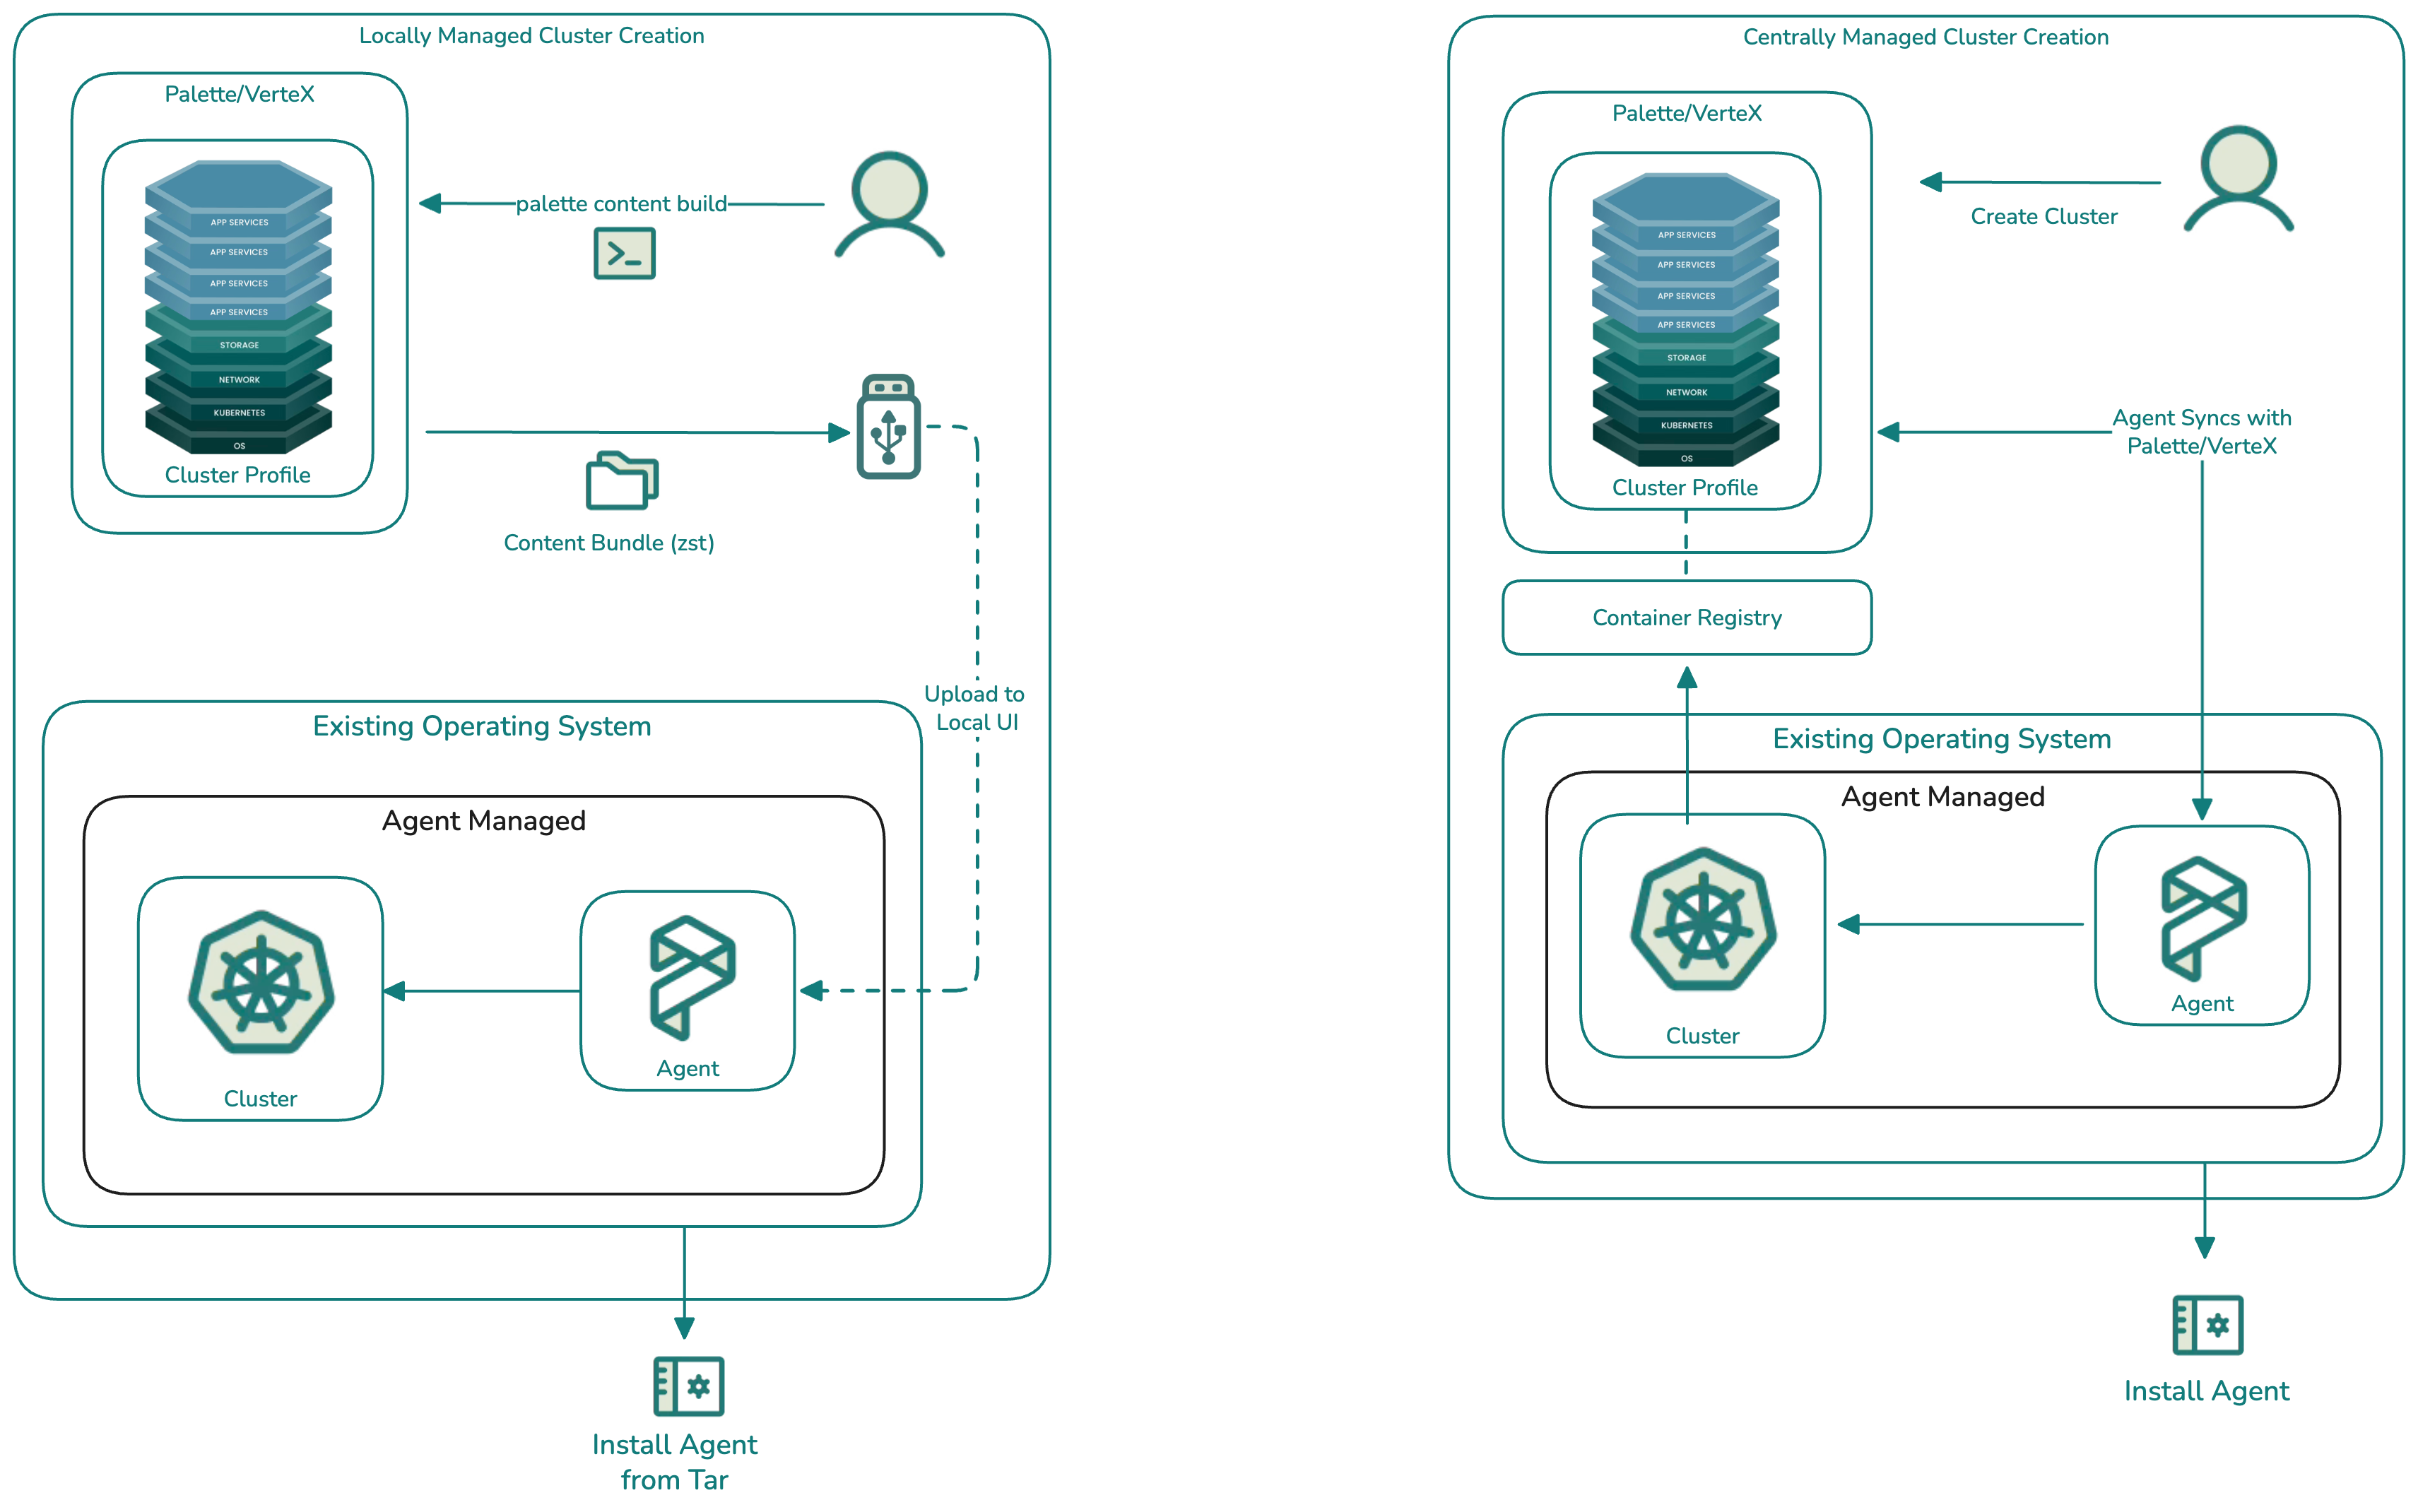 Locally Managed Cluster Creation
Palette/VerteX
APP SERVICES
APP SERVICES
APP SERVICES
APP SERVICES
STORAGE
NETWORK
KUBERNETES
OS
Cluster Profile
palette content build
Content Bundle (zst)
Upload to
Local UI
Existing Operating System
Agent Managed
Cluster
Agent
Install Agent
from Tar
Centrally Managed Cluster Creation
Palette/VerteX
APP SERVICES
APP SERVICES
APP SERVICES
APP SERVICES
STORAGE
NETWORK
KUBERNETES
OS
Cluster Profile
Create Cluster
Agent Syncs with
Palette/VerteX
Container Registry
Existing Operating System
Agent Managed
Cluster
Agent
Install Agent